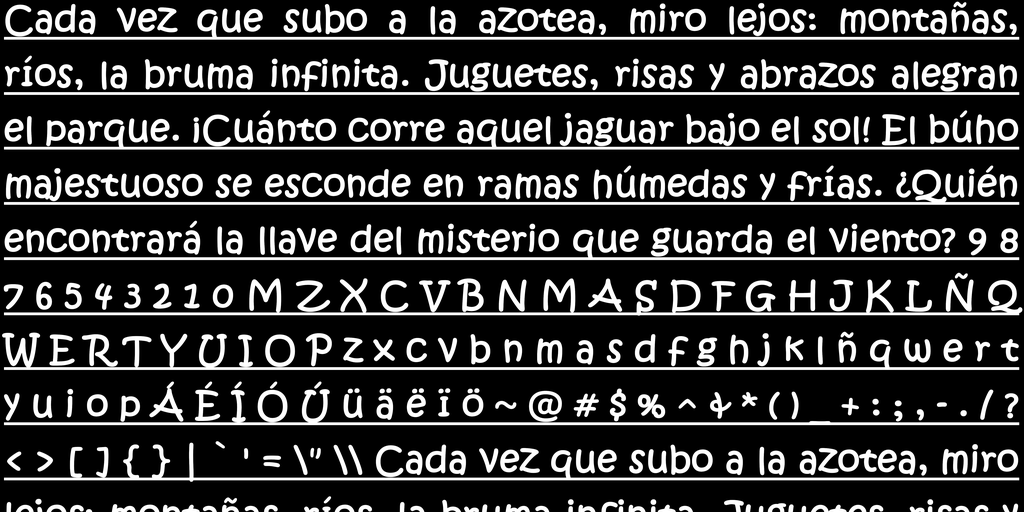 Cada vez que subo a la azotea, miro lejos: montañas,
ríos, la bruma infinita. Juguetes, risas y abrazos alegran
el parque. ¡Cuánto corre aquel jaguar bajo el sol! El búho
majestuoso se esconde en ramas húmedas y frías. ¿Quién
encontrará la llave del misterio que guarda el viento? 9 8
7 6 5 4 3 2 1 0 M Z X C V B N M A S D F G H J K L Ñ Q
W E R T Y U I O P z x c v b n m a s d f g h j k l ñ q w e r t
y u i o p Á É Í Ó Ú ü ä ë ï ö ~ @ # $ % ^ & * ( ) _ + : ; , - . / ?
< > [ ] { } | ` ' = \" \\ Cada vez que subo a la azotea, miro
lejos: montañas, ríos, la bruma infinita. Juguetes, risas y